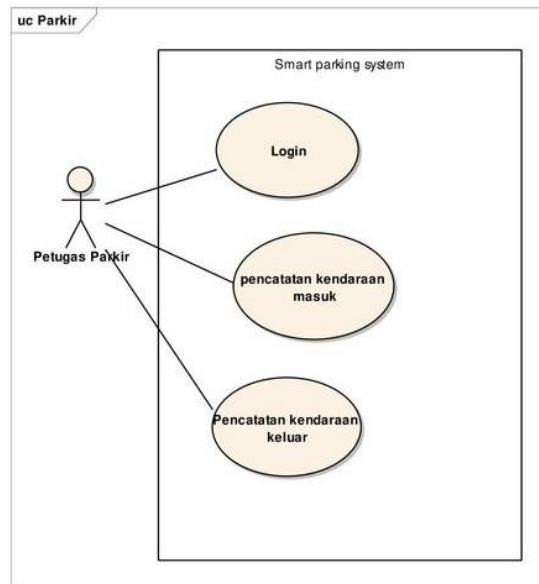 uc Parkir
Smart parking system
Login
Petugas Parkir
pencatatan kendaraan
masuk
Pencatatan kendaraan
keluar